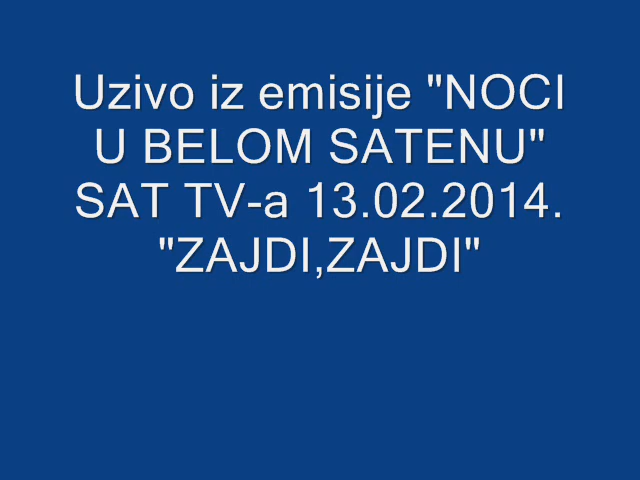 Uzivo iz emisije "NOCI
U BELOM SATENU"
SAT TV-a 13.02.2014.
"ZAJDI,ZAJDI"